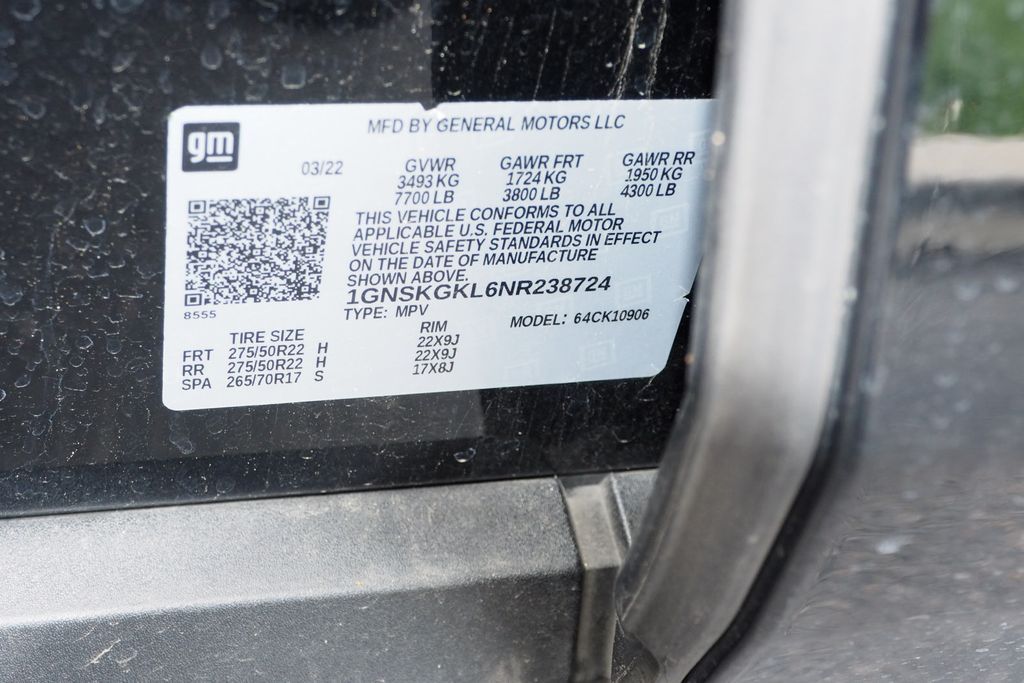 gm
MFD BY GENERAL MOTORS LLC
03/22
GVWR GAWR FRT GAWR RR
3493 KG 1724 KG 1950 KG
7700 LB 3800 LB 4300 LB
THIS VEHICLE CONFORMS TO ALL
APPLICABLE U.S. FEDERAL MOTOR
VEHICLE SAFETY STANDARDS IN EFFECT
ON THE DATE OF MANUFACTURE
SHOWN ABOVE.
1GNSKGKL6NR238724
8555
TYPE: MPV MODEL: 64CK10906
TIRE SIZE RIM
FRT 275/50R22 H 22X9J
RR 275/50R22 H 22X9J
SPA 265/70R17 S 17X8J